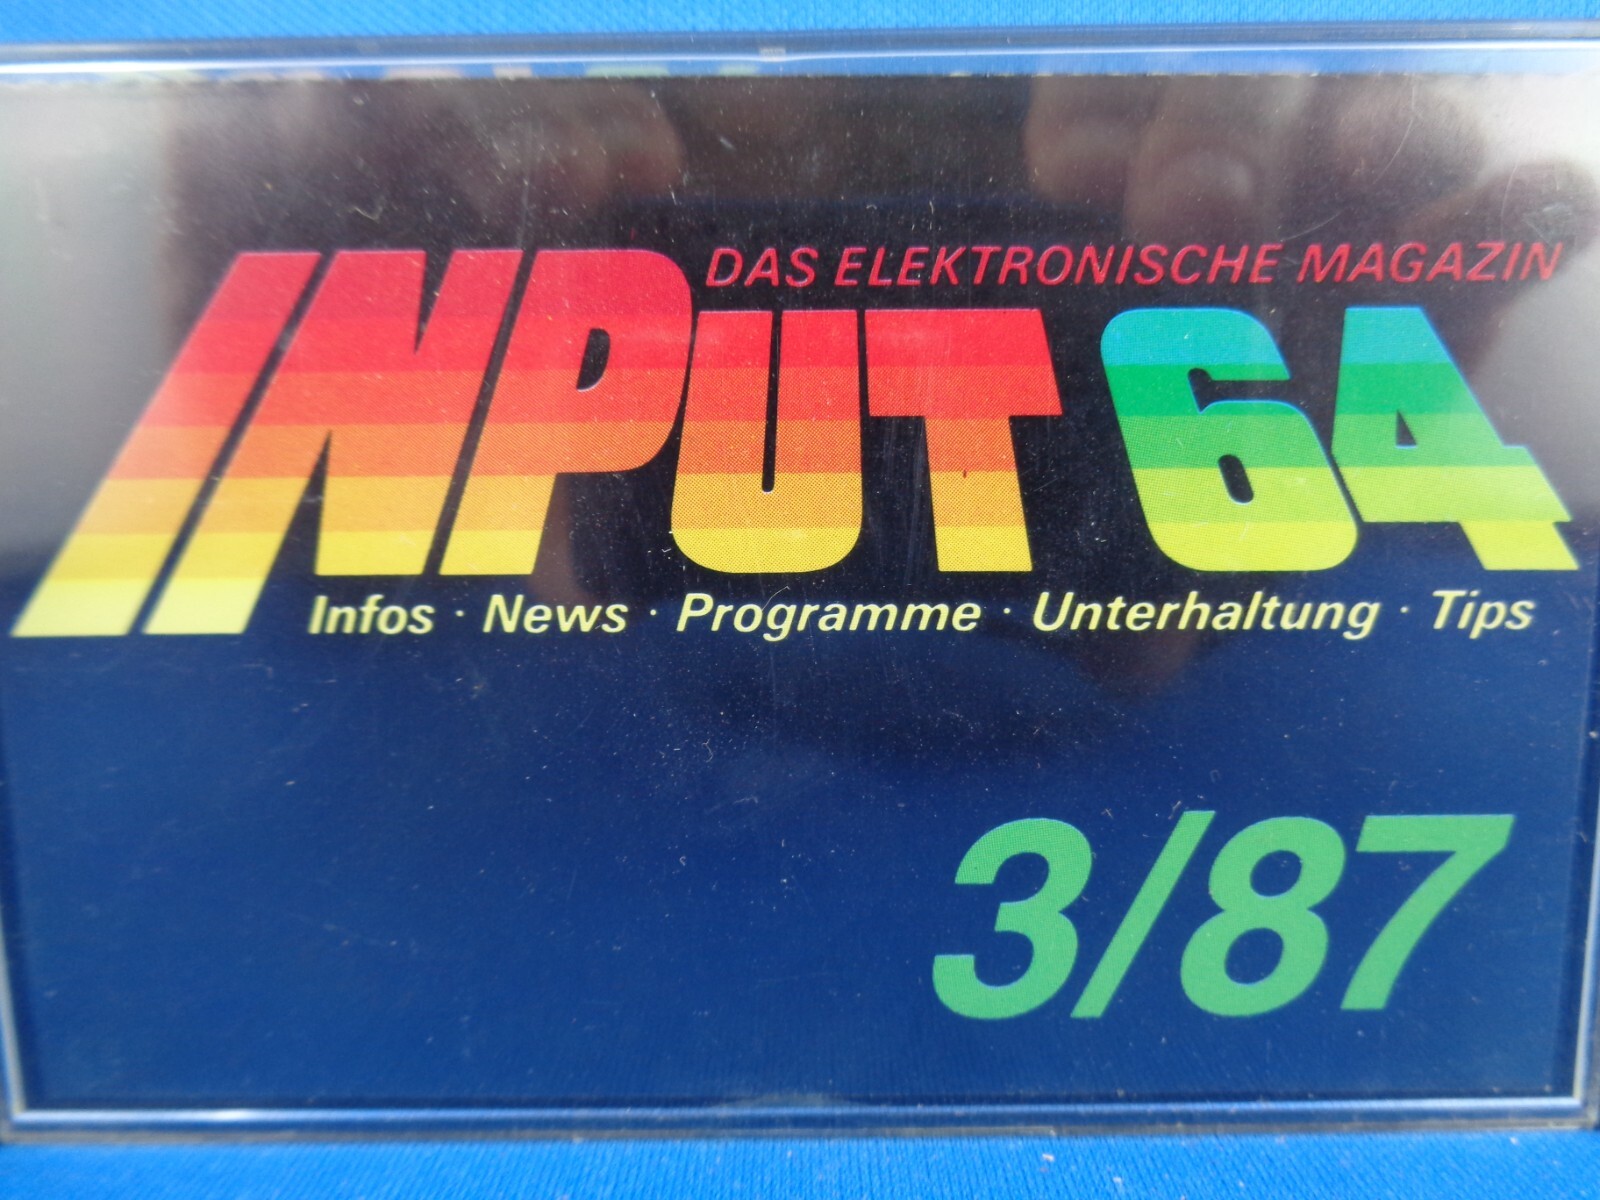 DAS ELEKTRONISCHE MAGAZIN
INPUT 64
Infos · News · Programme · Unterhaltung · Tips
3/87